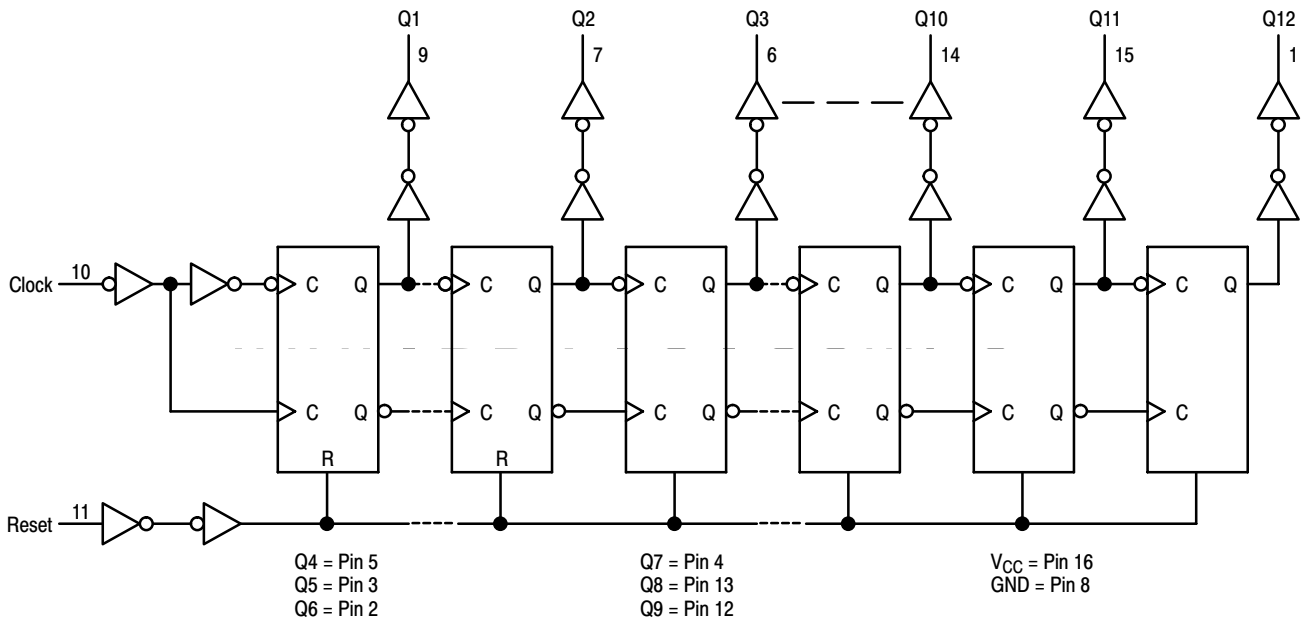 Q1 Q2 Q3 Q10 Q11 Q12
9 7 6 14 15 1
Clock 10 C Q C Q C Q C Q C Q C Q
C Q C Q C Q C Q C Q C
R R
Reset 11
Q4 = Pin 5
Q5 = Pin 3
Q6 = Pin 2
Q7 = Pin 4
Q8 = Pin 13
Q9 = Pin 12
VCC = Pin 16
GND = Pin 8